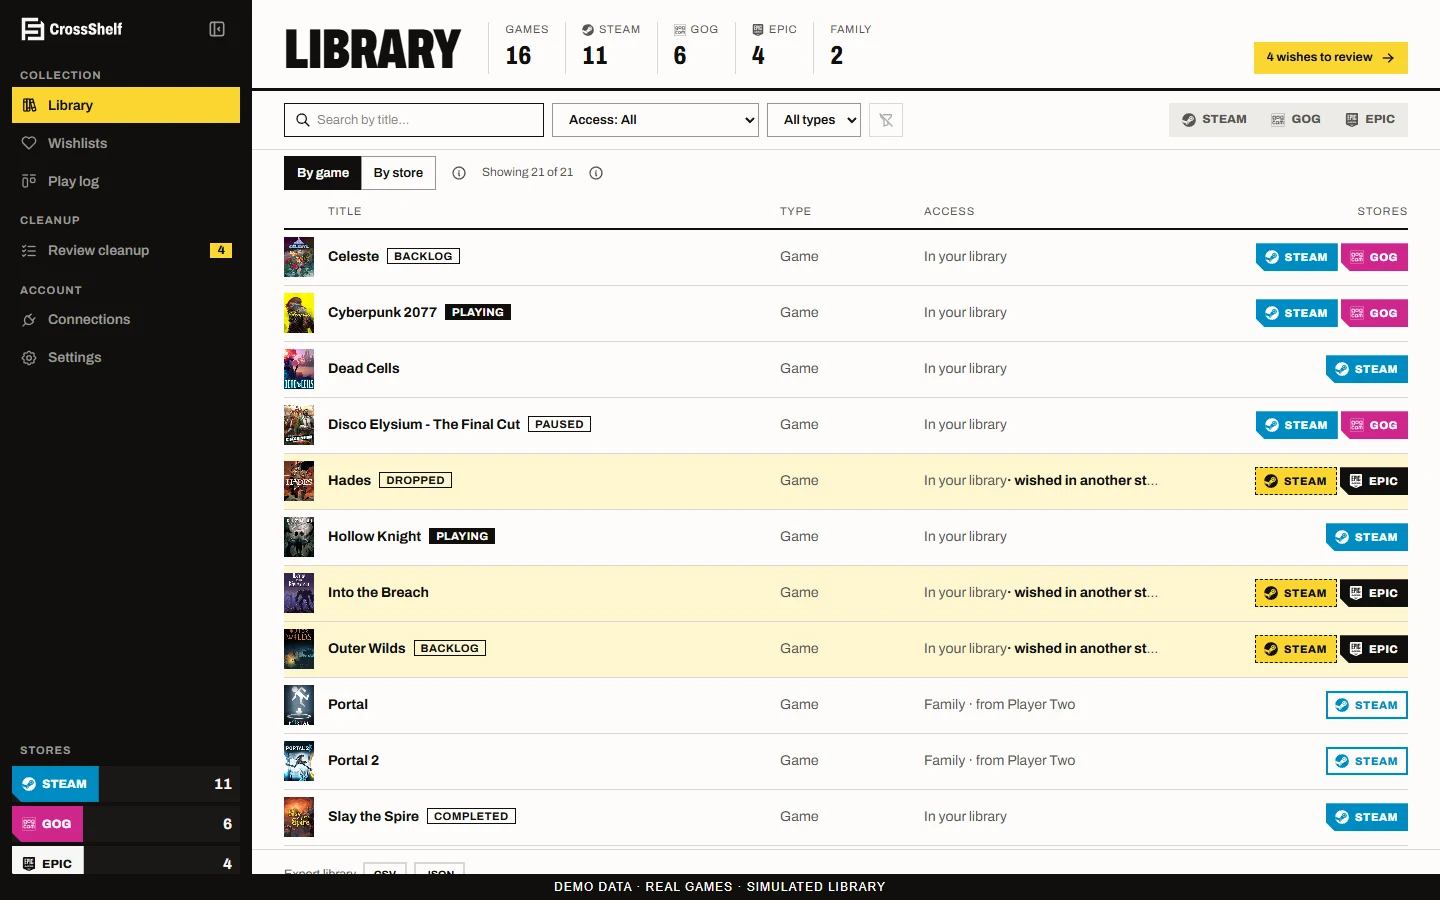 CrossShelf
COLLECTION
Library
Wishlists
Play log
CLEANUP
Review cleanup 4
ACCOUNT
Connections
Settings
STORES
STEAM 11
GOG 6
EPIC 4
LIBRARY
GAMES 16
STEAM 11
GOG 6
EPIC 4
FAMILY 2
4 wishes to review →
Search by title...
Access: All
All types
STEAM GOG EPIC
By game By store Showing 21 of 21
TITLE TYPE ACCESS STORES
Celeste BACKLOG Game In your library STEAM GOG
Cyberpunk 2077 PLAYING Game In your library STEAM GOG
Dead Cells Game In your library STEAM
Disco Elysium - The Final Cut PAUSED Game In your library STEAM GOG
Hades DROPPED Game In your library· wished in another st... STEAM EPIC
Hollow Knight PLAYING Game In your library STEAM
Into the Breach Game In your library· wished in another st... STEAM EPIC
Outer Wilds BACKLOG Game In your library· wished in another st... STEAM EPIC
Portal Game Family · from Player Two STEAM
Portal 2 Game Family · from Player Two STEAM
Slay the Spire COMPLETED Game In your library STEAM
Export library CSV JSON
DEMO DATA · REAL GAMES · SIMULATED LIBRARY